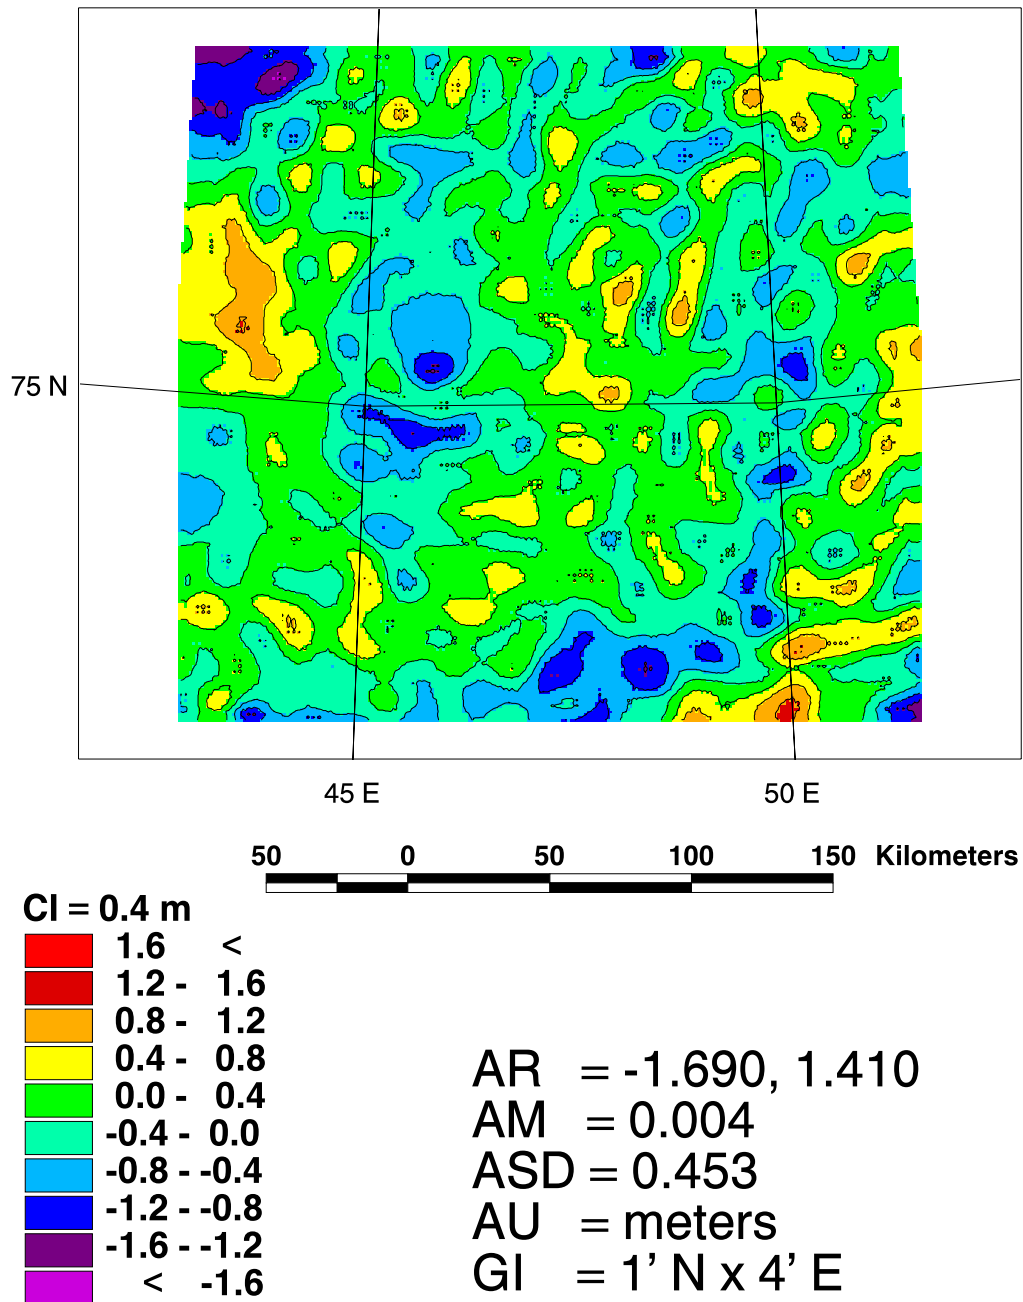 75 N
45 E 50 E
50 0 50 100 150 Kilometers
CI = 0.4 m
1.6 <
1.2 - 1.6
0.8 - 1.2
0.4 - 0.8
0.0 - 0.4
-0.4 - 0.0
-0.8 - -0.4
-1.2 - -0.8
-1.6 - -1.2
< -1.6
AR = -1.690, 1.410
AM = 0.004
ASD = 0.453
AU = meters
GI = 1’ N x 4’ E